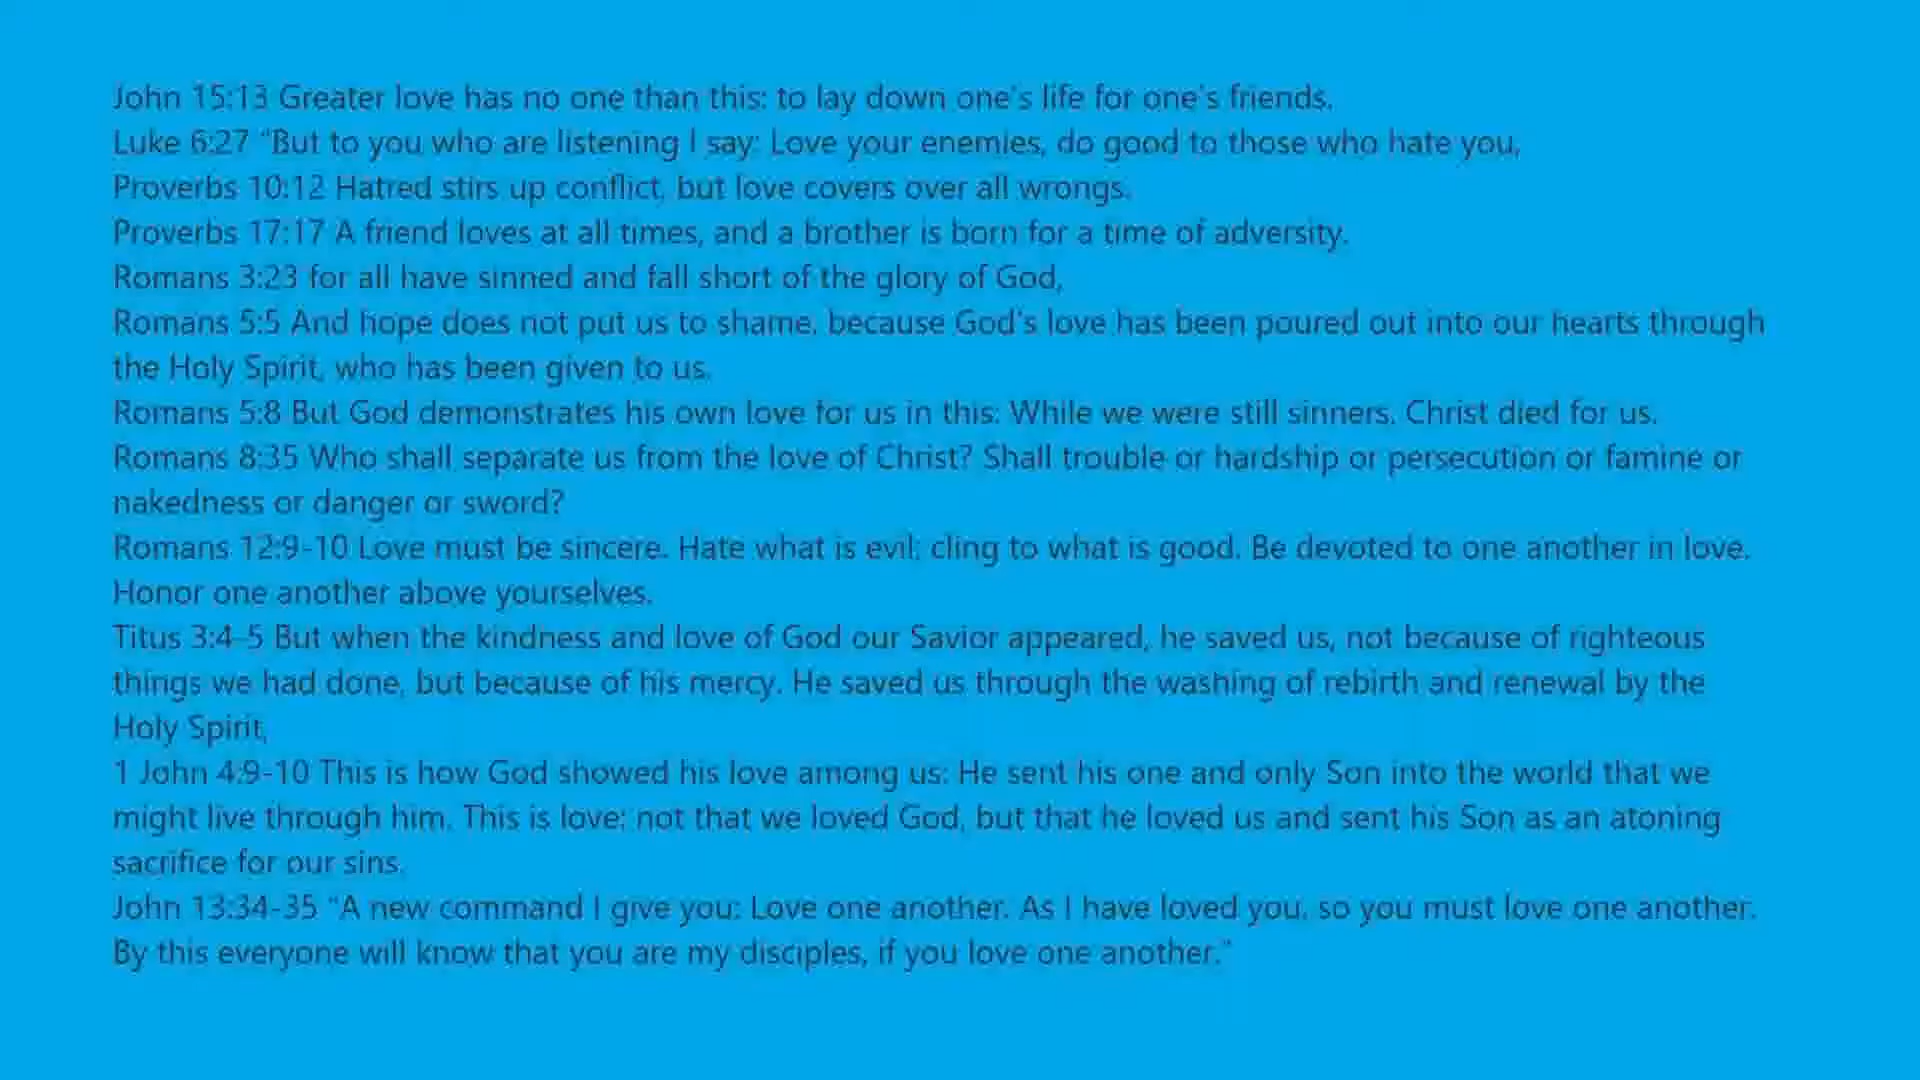 John 15:13 Greater love has no one than this: to lay down one's life for one's friends.
Luke 6:27 "But to you who are listening I say: Love your enemies, do good to those who hate you,
Proverbs 10:12 Hatred stirs up conflict, but love covers over all wrongs.
Proverbs 17:17 A friend loves at all times, and a brother is born for a time of adversity.
Romans 3:23 for all have sinned and fall short of the glory of God,
Romans 5:5 And hope does not put us to shame, because God's love has been poured out into our hearts through
the Holy Spirit, who has been given to us.
Romans 5:8 But God demonstrates his own love for us in this: While we were still sinners, Christ died for us.
Romans 8:35 Who shall separate us from the love of Christ? Shall trouble or hardship or persecution or famine or
nakedness or danger or sword?
Romans 12:9-10 Love must be sincere. Hate what is evil; cling to what is good. Be devoted to one another in love.
Honor one another above yourselves.
Titus 3:4-5 But when the kindness and love of God our Savior appeared, he saved us, not because of righteous
things we had done, but because of his mercy. He saved us through the washing of rebirth and renewal by the
Holy Spirit,
1 John 4:9-10 This is how God showed his love among us: He sent his one and only Son into the world that we
might live through him. This is love: not that we loved God, but that he loved us and sent his Son as an atoning
sacrifice for our sins.
John 13:34-35 "A new command I give you: Love one another. As I have loved you, so you must love one another.
By this everyone will know that you are my disciples, if you love one another."